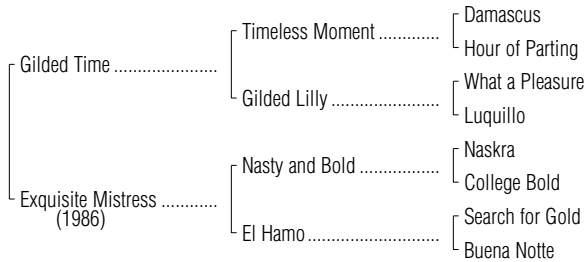 Damascus
Timeless Moment .............
Hour of Parting
Gilded Time ......................
What a Pleasure
Gilded Lilly .......................
Luquillo
Naskra
Nasty and Bold .................
College Bold
Exquisite Mistress ............
(1986)
Search for Gold
El Hamo............................
Buena Notte